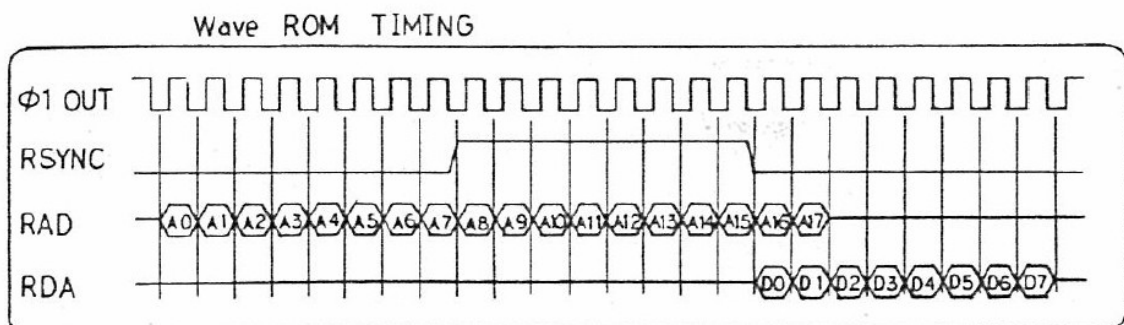 Wave ROM TIMING
φ1 OUT
RSYNC
RAD A0 A1 A2 A3 A4 A5 A6 A7 A8 A9 A10 A11 A12 A13 A14 A15 A16 A17
RDA D0 D1 D2 D3 D4 D5 D6 D7